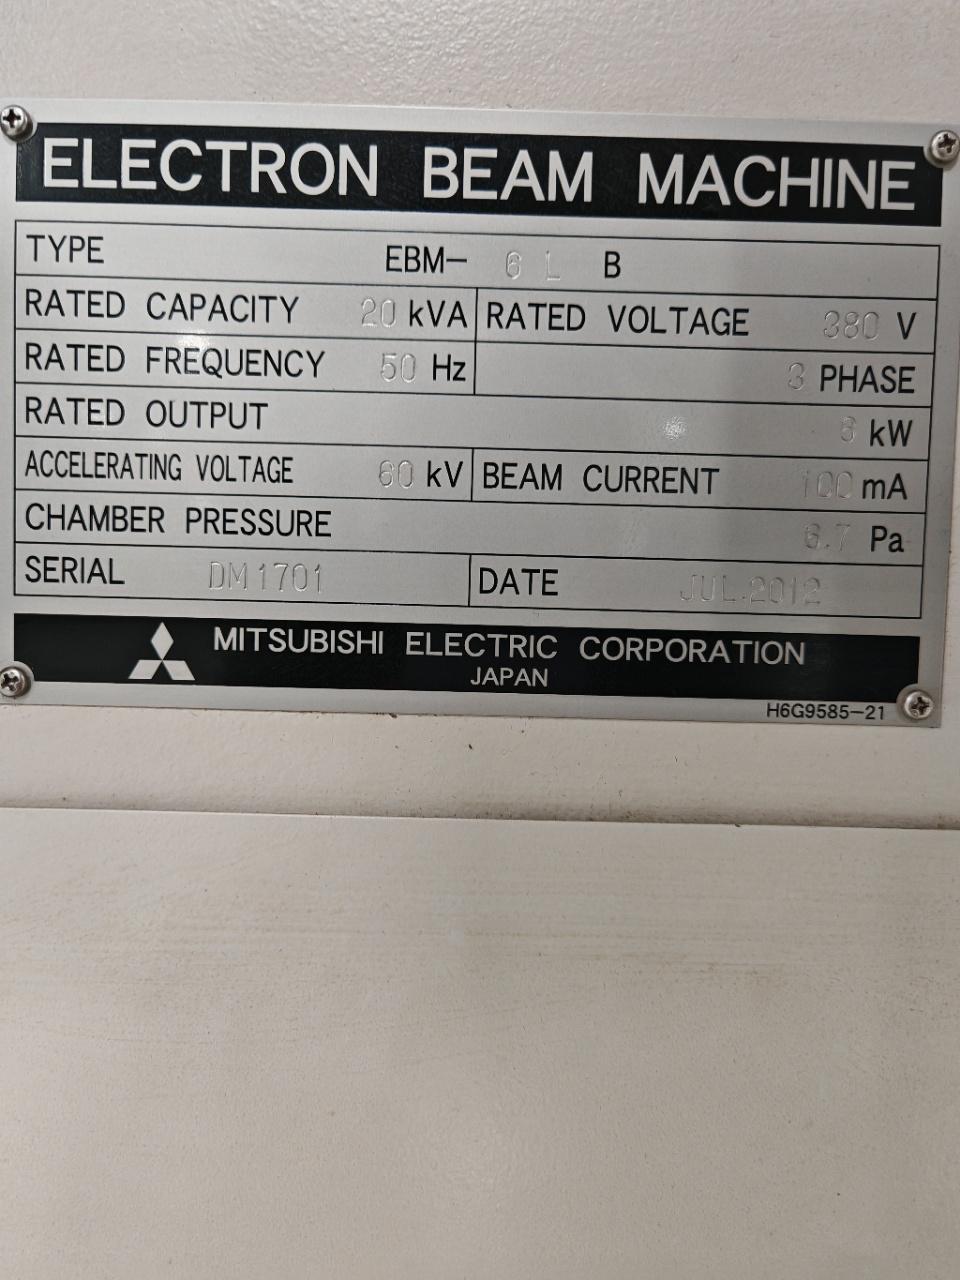 ELECTRON BEAM MACHINE
TYPE EBM- 6 L B
RATED CAPACITY 20 kVA RATED VOLTAGE 380 V
RATED FREQUENCY 50 Hz 3 PHASE
RATED OUTPUT 6 kW
ACCELERATING VOLTAGE 60 kV BEAM CURRENT 100 mA
CHAMBER PRESSURE 6.7 Pa
SERIAL DM1701 DATE JUL.2012
MITSUBISHI ELECTRIC CORPORATION
JAPAN
H6G9585-21